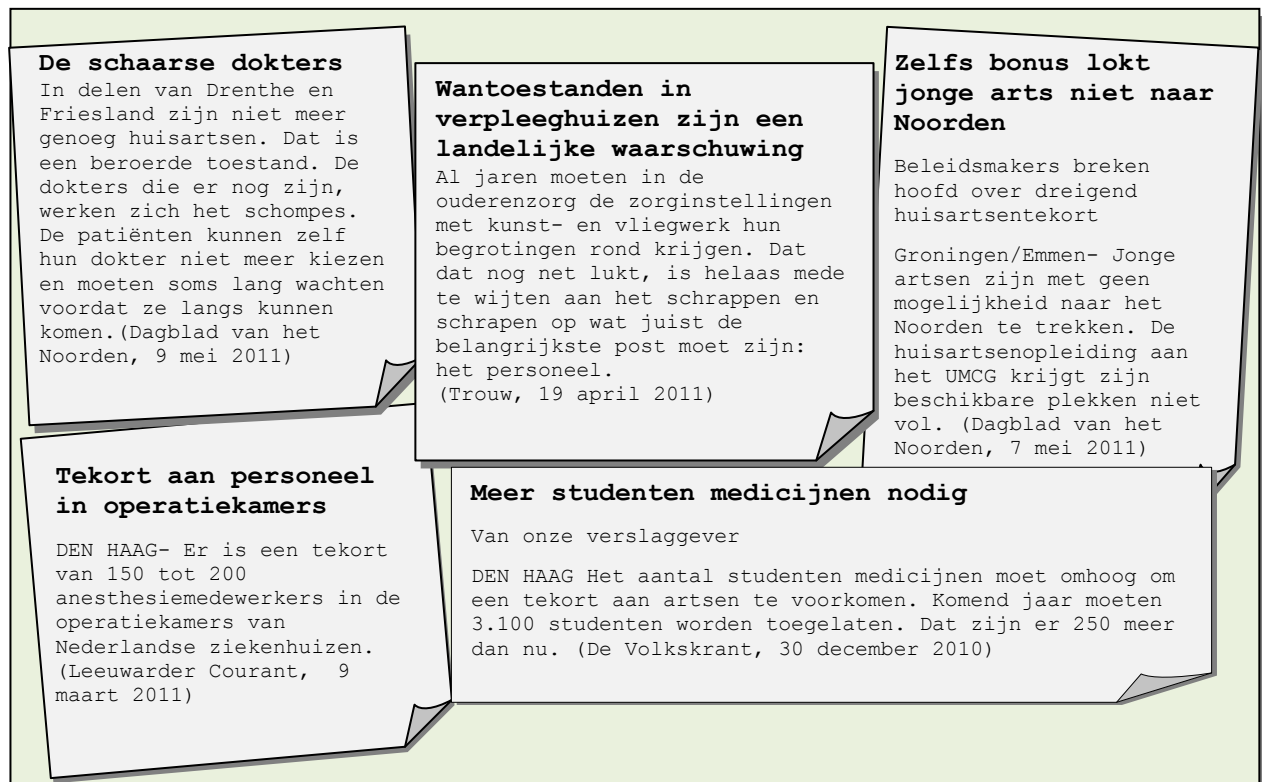 De schaarse dokters
In delen van Drenthe en
Friesland zijn niet meer
genoeg huisartsen. Dat is
een beroerde toestand. De
dokters die er nog zijn,
werken zich het schompes.
De patiënten kunnen zelf
hun dokter niet meer kiezen
en moeten soms lang wachten
voordat ze langs kunnen
komen.(Dagblad van het
Noorden, 9 mei 2011)
Wantoestanden in
verpleeghuizen zijn een
landelijke waarschuwing
Al jaren moeten in de
ouderenzorg de zorginstellingen
met kunst- en vliegwerk hun
begrotingen rond krijgen. Dat
dat nog net lukt, is helaas mede
te wijten aan het schrappen en
schrapen op wat juist de
belangrijkste post moet zijn:
het personeel.
(Trouw, 19 april 2011)
Zelfs bonus lokt
jonge arts niet naar
Noorden
Beleidsmakers breken
hoofd over dreigend
huisartsentekort
Groningen/Emmen- Jonge
artsen zijn met geen
mogelijkheid naar het
Noorden te trekken. De
huisartsenopleiding aan
het UMCG krijgt zijn
beschikbare plekken niet
vol. (Dagblad van het
Noorden, 7 mei 2011)
Tekort aan personeel
in operatiekamers
DEN HAAG- Er is een tekort
van 150 tot 200
anesthesiemedewerkers in de
operatiekamers van
Nederlandse ziekenhuizen.
(Leeuwarder Courant, 9
maart 2011)
Meer studenten medicijnen nodig
Van onze verslaggever
DEN HAAG Het aantal studenten medicijnen moet omhoog om
een tekort aan artsen te voorkomen. Komend jaar moeten
3.100 studenten worden toegelaten. Dat zijn er 250 meer
dan nu. (De Volkskrant, 30 december 2010)